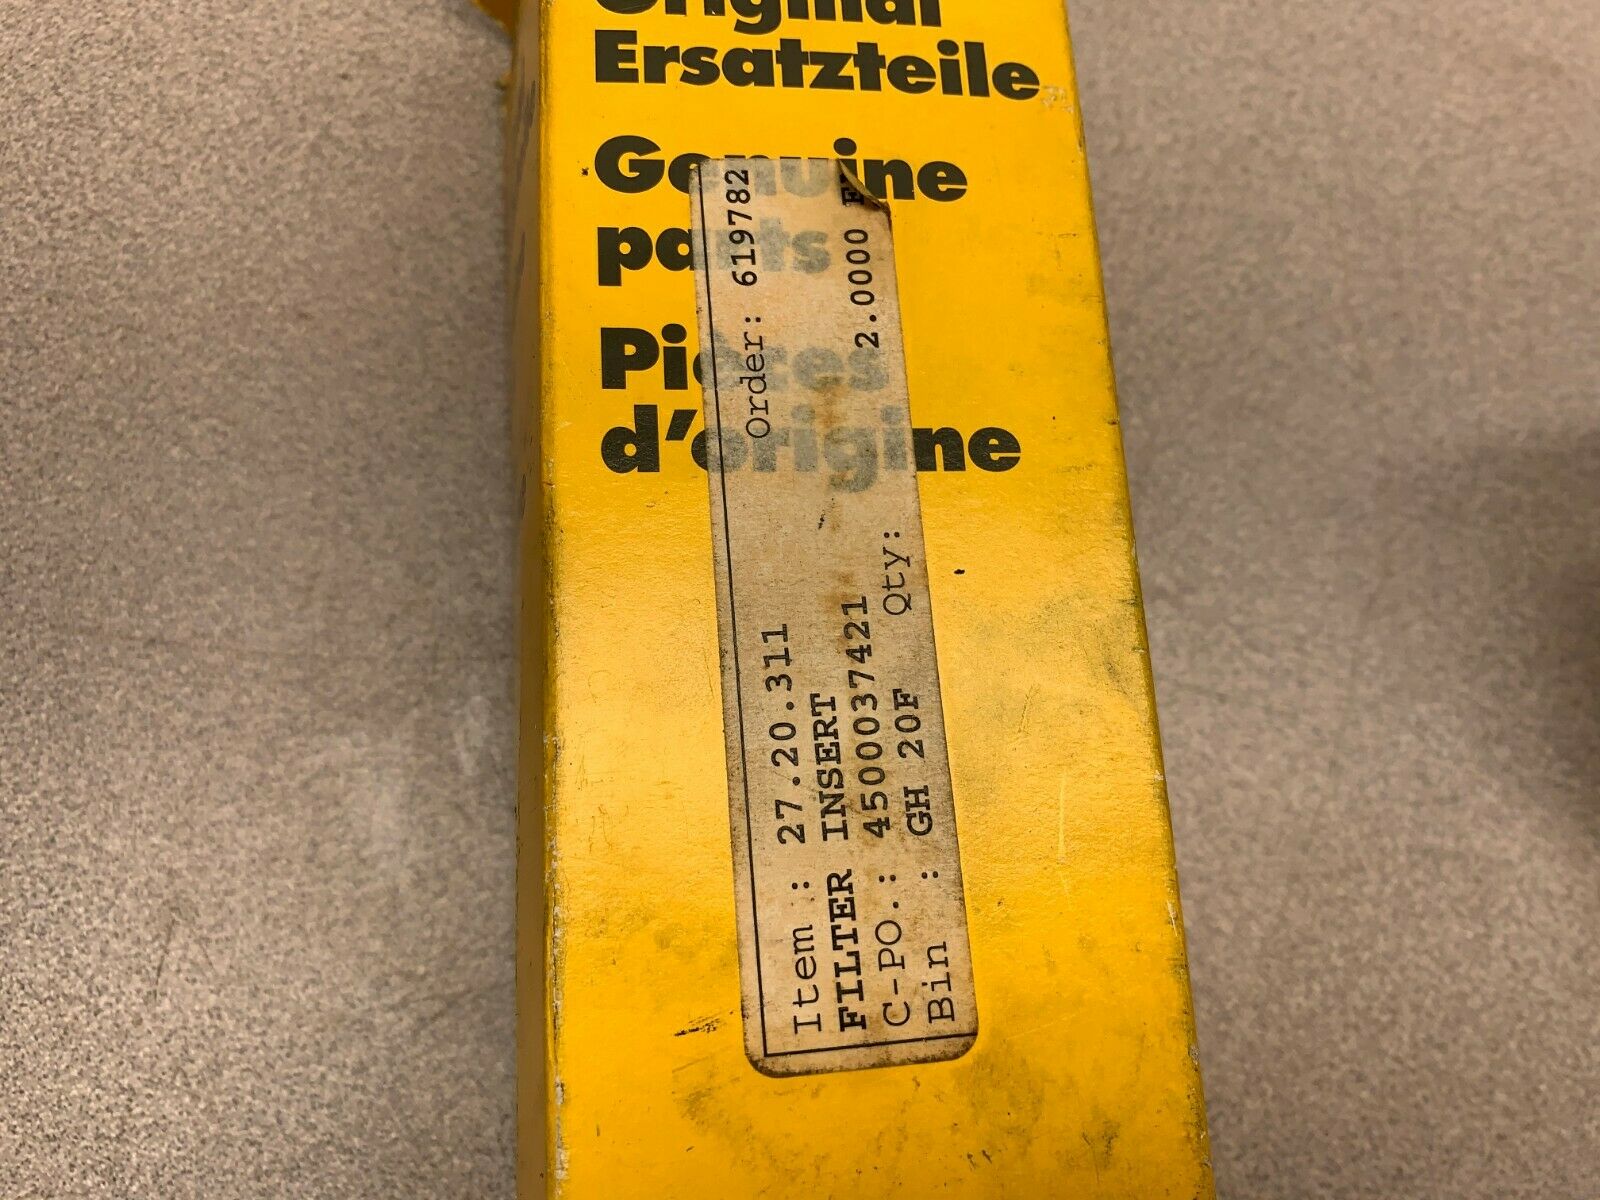 Original
Ersatzteile
Genuine
parts
Pièces
d'origine
Item : 27.20.311 Order: 619782
FILTER INSERT
C-PO.: 4500037421 2.0000
Bin : GH 20F Qty: